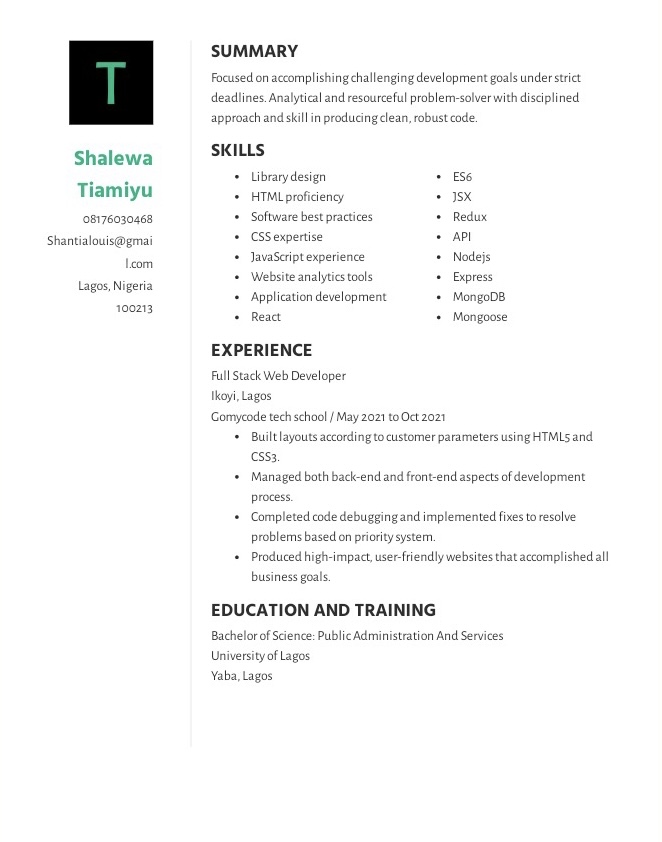 T
Shalewa
Tiamiyu
08176030468
Shantialouis@gmai
l.com
Lagos, Nigeria
100213
SUMMARY
Focused on accomplishing challenging development goals under strict
deadlines. Analytical and resourceful problem-solver with disciplined
approach and skill in producing clean, robust code.
SKILLS
• Library design
• HTML proficiency
• Software best practices
• CSS expertise
• JavaScript experience
• Website analytics tools
• Application development
• React
• ES6
• JSX
• Redux
• API
• Nodejs
• Express
• MongoDB
• Mongoose
EXPERIENCE
Full Stack Web Developer
Ikoyi, Lagos
Gomycode tech school / May 2021 to Oct 2021
• Built layouts according to customer parameters using HTML5 and
CSS3.
• Managed both back-end and front-end aspects of development
process.
• Completed code debugging and implemented fixes to resolve
problems based on priority system.
• Produced high-impact, user-friendly websites that accomplished all
business goals.
EDUCATION AND TRAINING
Bachelor of Science: Public Administration And Services
University of Lagos
Yaba, Lagos